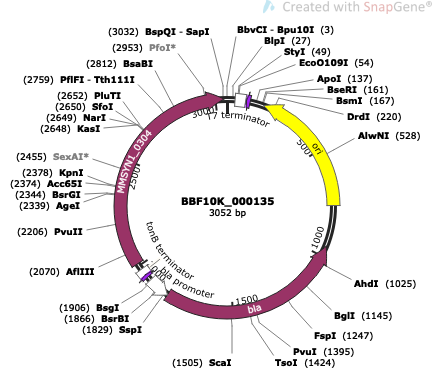 Created with SnapGene®
(3032) BspQI - SapI
BbvCI - Bpu10I (3)
(2953) PfoI*
BlpI (27)
StyI (49)
(2812) BsaBI
EcoO109I (54)
(2759) PflFI - Tth111I
ApoI (137)
(2652) PluTI
BseRI (161)
(2650) SfoI
BsmI (167)
(2649) NarI
DrdI (220)
(2648) KasI
AlwNI (528)
(2455) SexAI*
(2378) KpnI
(2374) Acc65I
(2344) BsrGI
(2339) AgeI
(2206) PvuII
(2070) AflIII
(1906) BsgI
(1866) BsrBI
(1829) SspI
(1505) ScaI
AhdI (1025)
BglI (1145)
FspI (1247)
PvuI (1395)
TsoI (1424)
BBF10K_000135
3052 bp
T7 terminator
ori
bla
bla promoter
tonB terminator
MMSYN1_0304
500
1000
1500
2500
3000